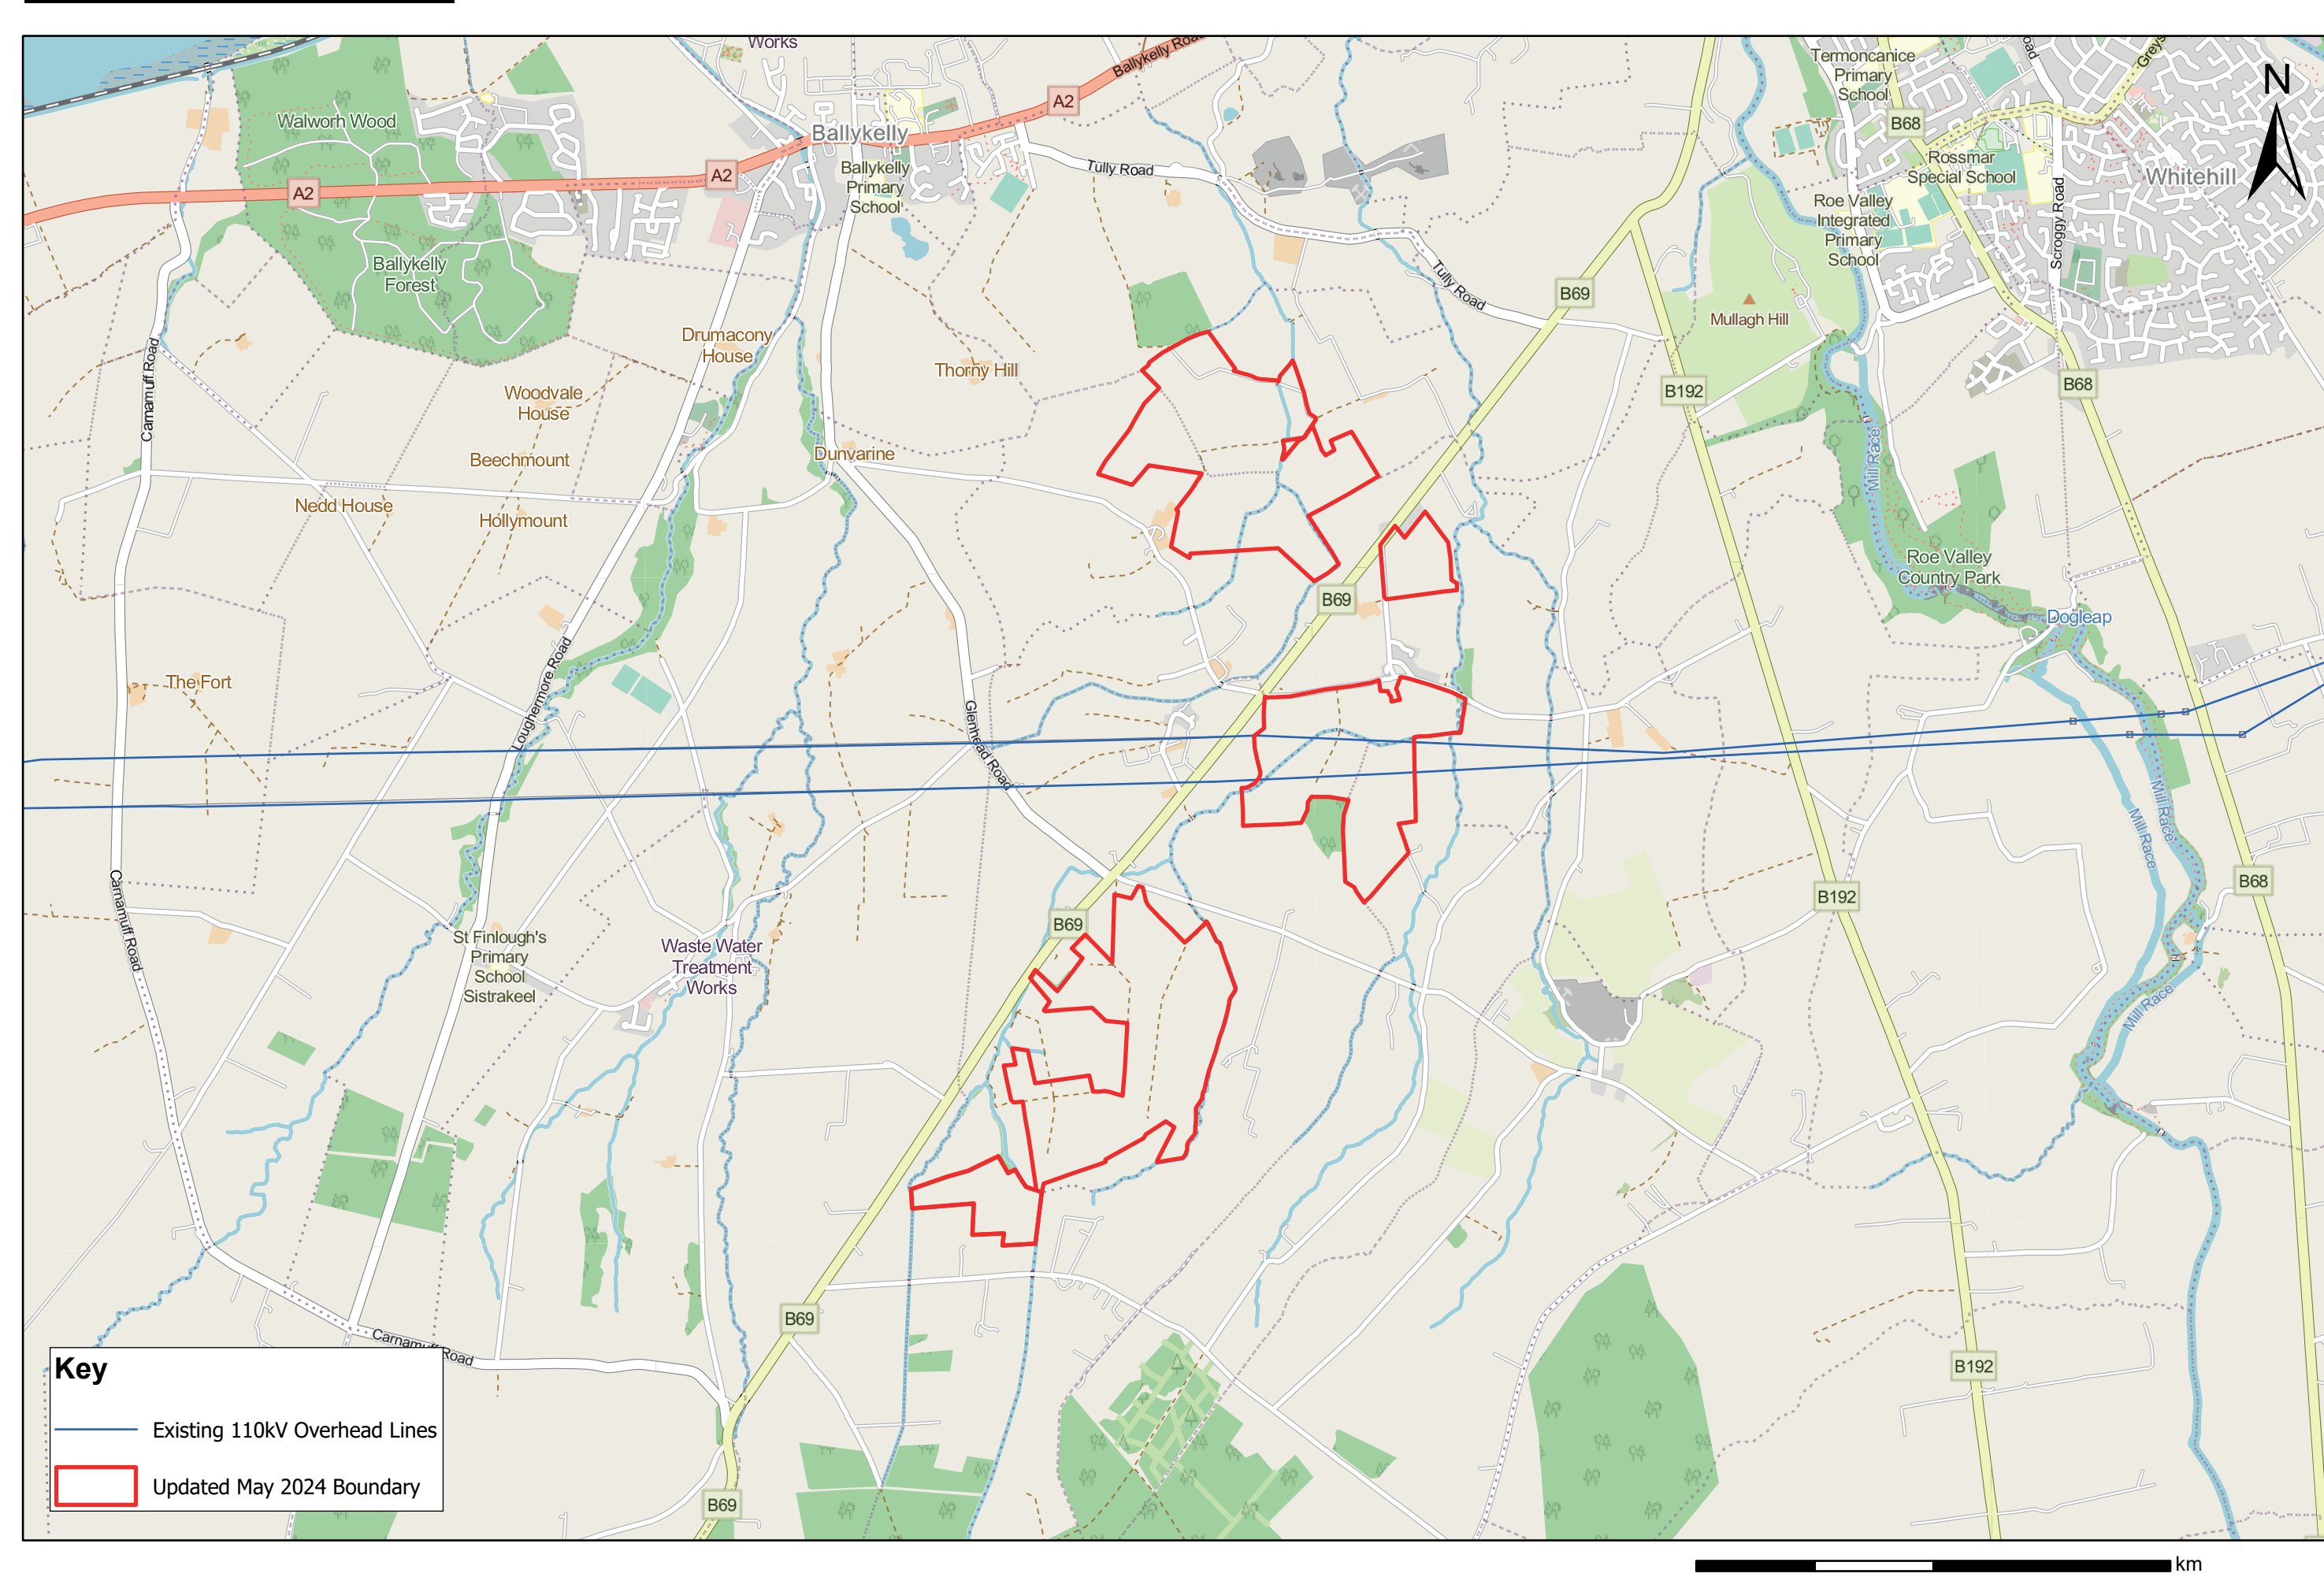 Works
Ballykelly Road
A2
Termoncanice
Primary
School
Greys
N
Walworh Wood
Ballykelly
B68
Rossmar
Special School
Whitehill
A2
A2
Ballykelly
Primary
School
Tully Road
Roe Valley
Integrated
Primary
School
Scroggy Road
Ballykelly
Forest
Tully Road
B69
Mullagh Hill
Drumacony
House
Thorny Hill
Carnamuff Road
B192
B68
Woodvale
House
Beechmount
Dunvarine
Mill Race
Nedd House
Hollymount
Roe Valley
Country Park
B69
Dogleap
The Fort
Loughermore Road
Glenhead Road
Mill Race
Mill Race
Carnamuff Road
B192
B68
B69
St Finlough's
Primary
School
Sistrakeel
Waste Water
Treatment
Works
Mill Race
B69
Carnamuff Road
B192
Key
Existing 110kV Overhead Lines
Updated May 2024 Boundary
B69
km